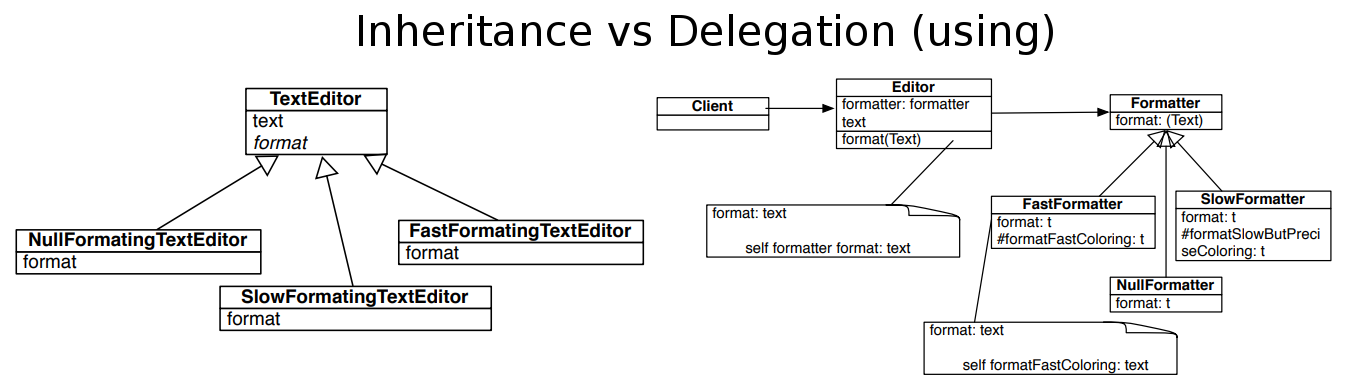 Inheritance vs Delegation (using)
TextEditor
text
format
NullFormatingTextEditor
format
SlowFormatingTextEditor
format
FastFormatingTextEditor
format
Client
Editor
formatter: formatter
text
format(Text)
format: text
self formatter format: text
Formatter
format: (Text)
FastFormatter
format: t
#formatFastColoring: t
SlowFormatter
format: t
#formatSlowButPreci
seColoring: t
NullFormatter
format: t
format: text
self formatFastColoring: text